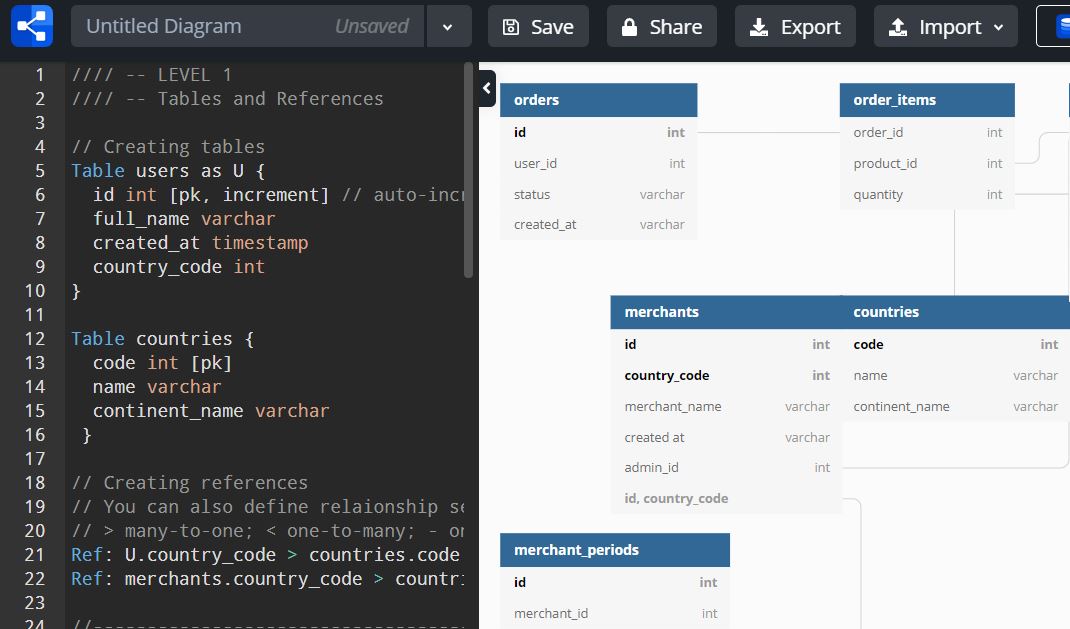 Untitled Diagram Unsaved Save Share Export Import
1 //// -- LEVEL 1
2 //// -- Tables and References
3
4 // Creating tables
5 Table users as U {
6 id int [pk, increment] // auto-incr
7 full_name varchar
8 created_at timestamp
9 country_code int
10 }
11
12 Table countries {
13 code int [pk]
14 name varchar
15 continent_name varchar
16 }
17
18 // Creating references
19 // You can also define relaionship se
20 // > many-to-one; < one-to-many; - on
21 Ref: U.country_code > countries.code
22 Ref: merchants.country_code > countri
23
24 //-----------------------------------
orders
id int
user_id int
status varchar
created_at varchar
order_items
order_id int
product_id int
quantity int
merchants
id int
country_code int
merchant_name varchar
created at varchar
admin_id int
id, country_code
countries
code int
name varchar
continent_name varchar
merchant_periods
id int
merchant_id int